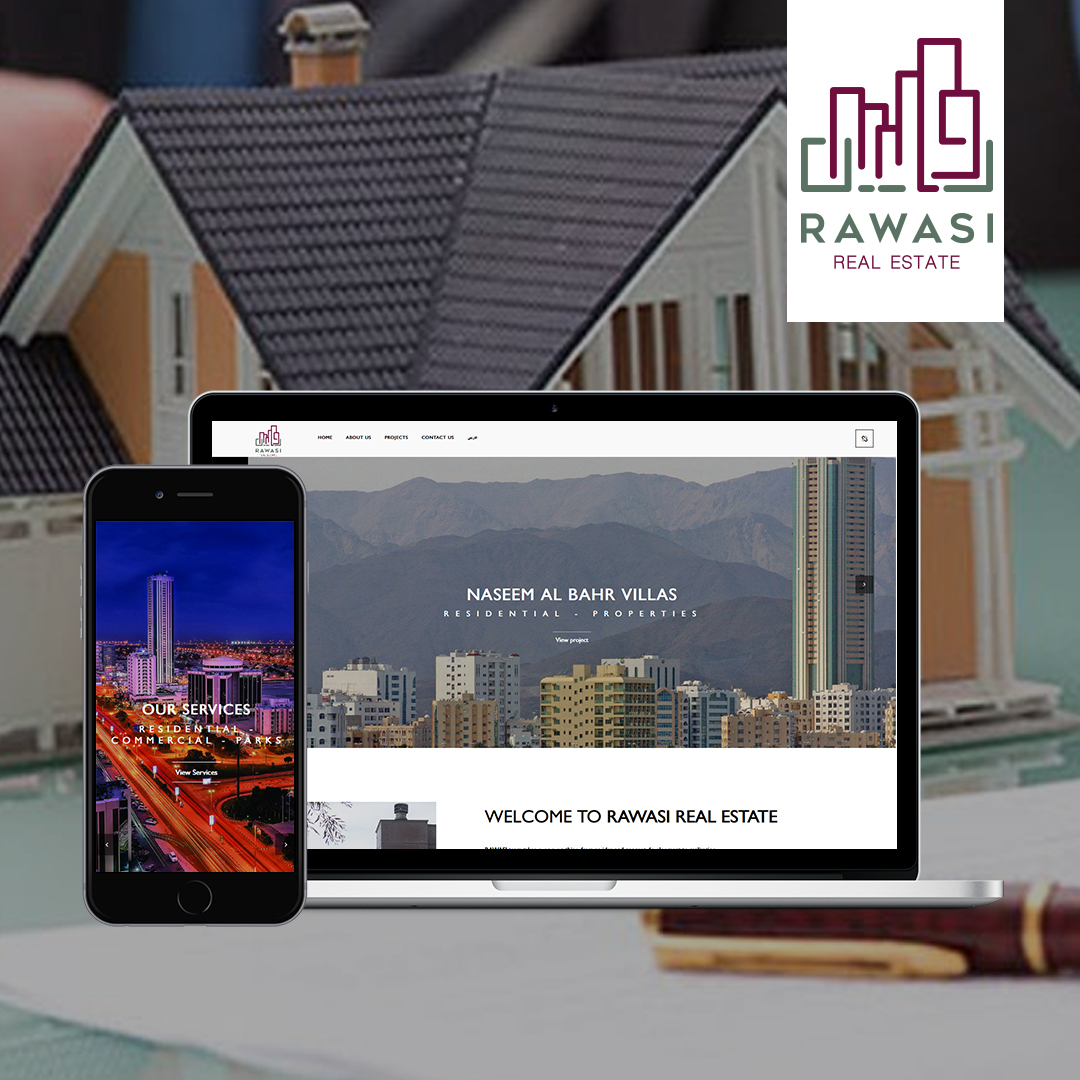 RAWASI
REAL ESTATE
RAWASI
HOME ABOUT US PROJECTS CONTACT US عربي
NASEEM AL BAHR VILLAS
RESIDENTIAL - PROPERTIES
View project
WELCOME TO RAWASI REAL ESTATE
OUR SERVICES
RESIDENTIAL
COMMERCIAL - PARKS
View Services